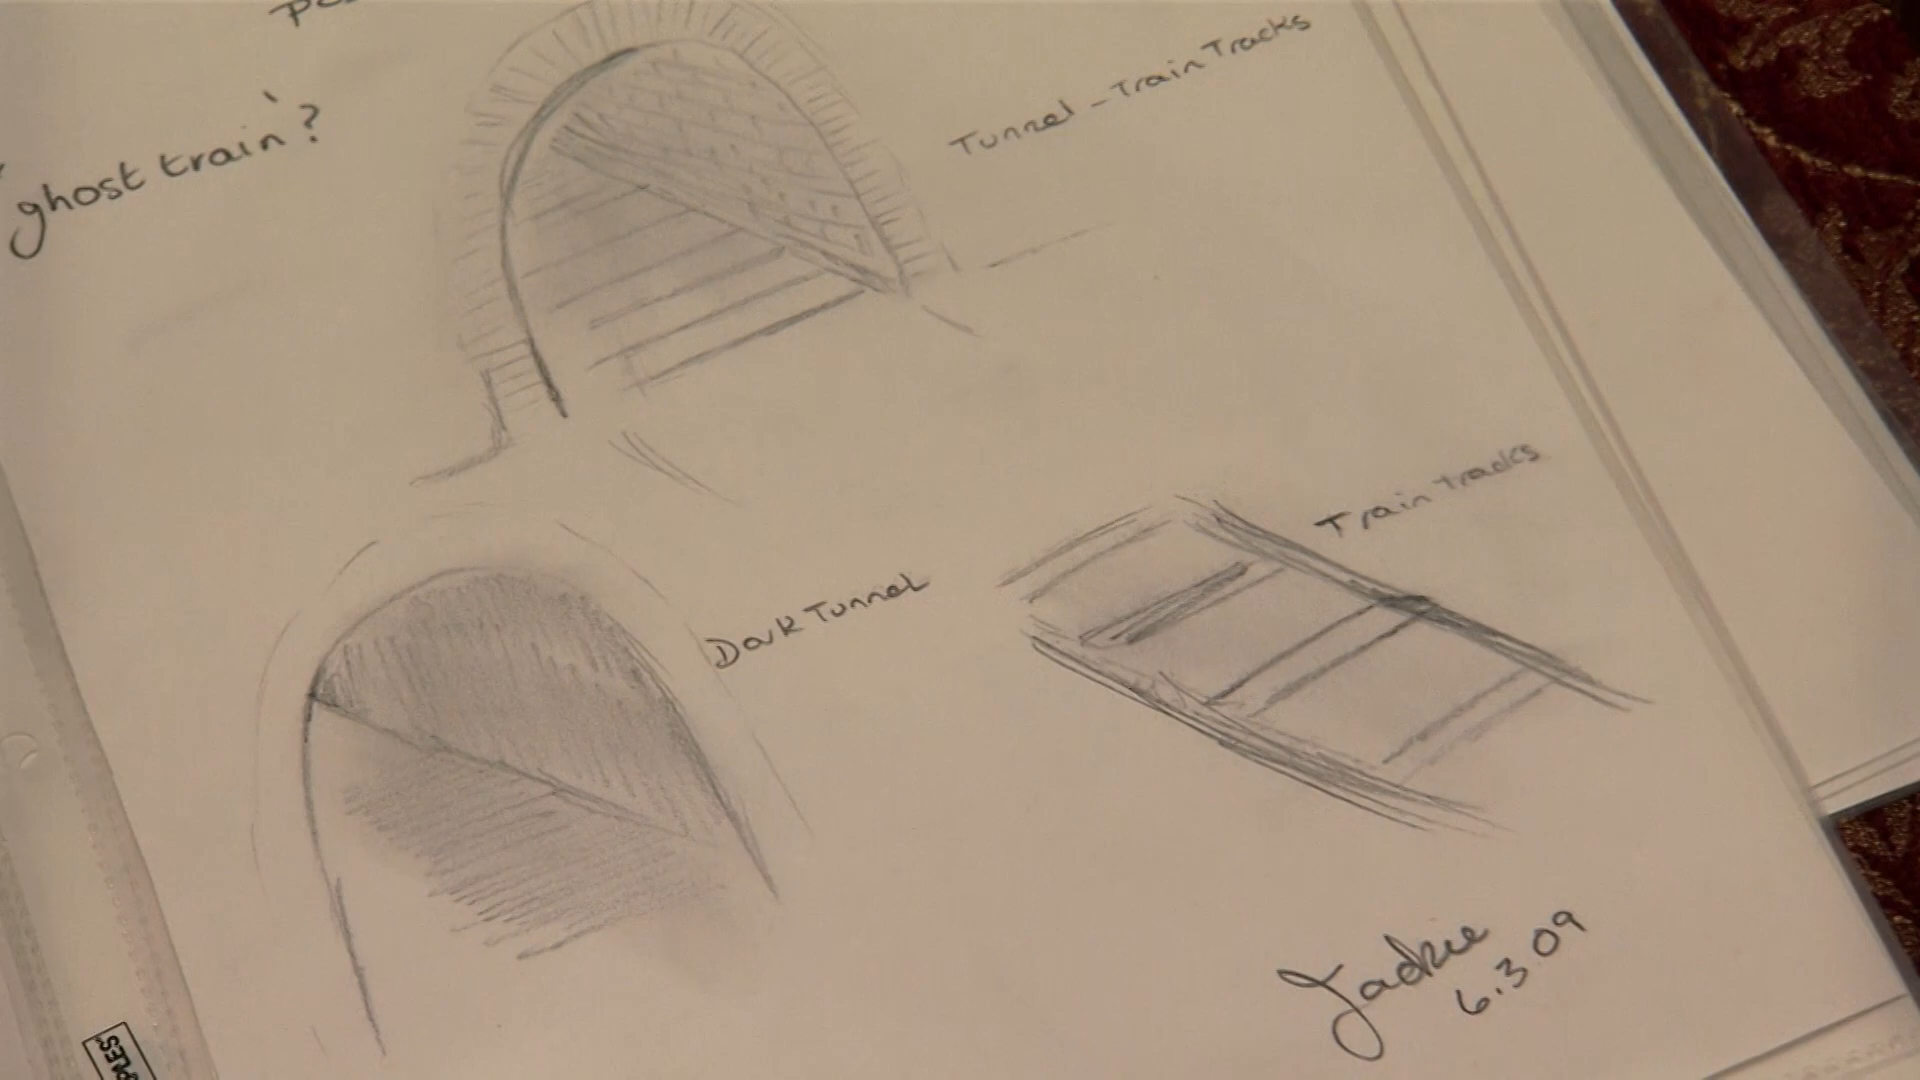 'ghost train'?
Tunnel - Train Tracks
Train tracks
Dark Tunnel
Jackie
6.3.09